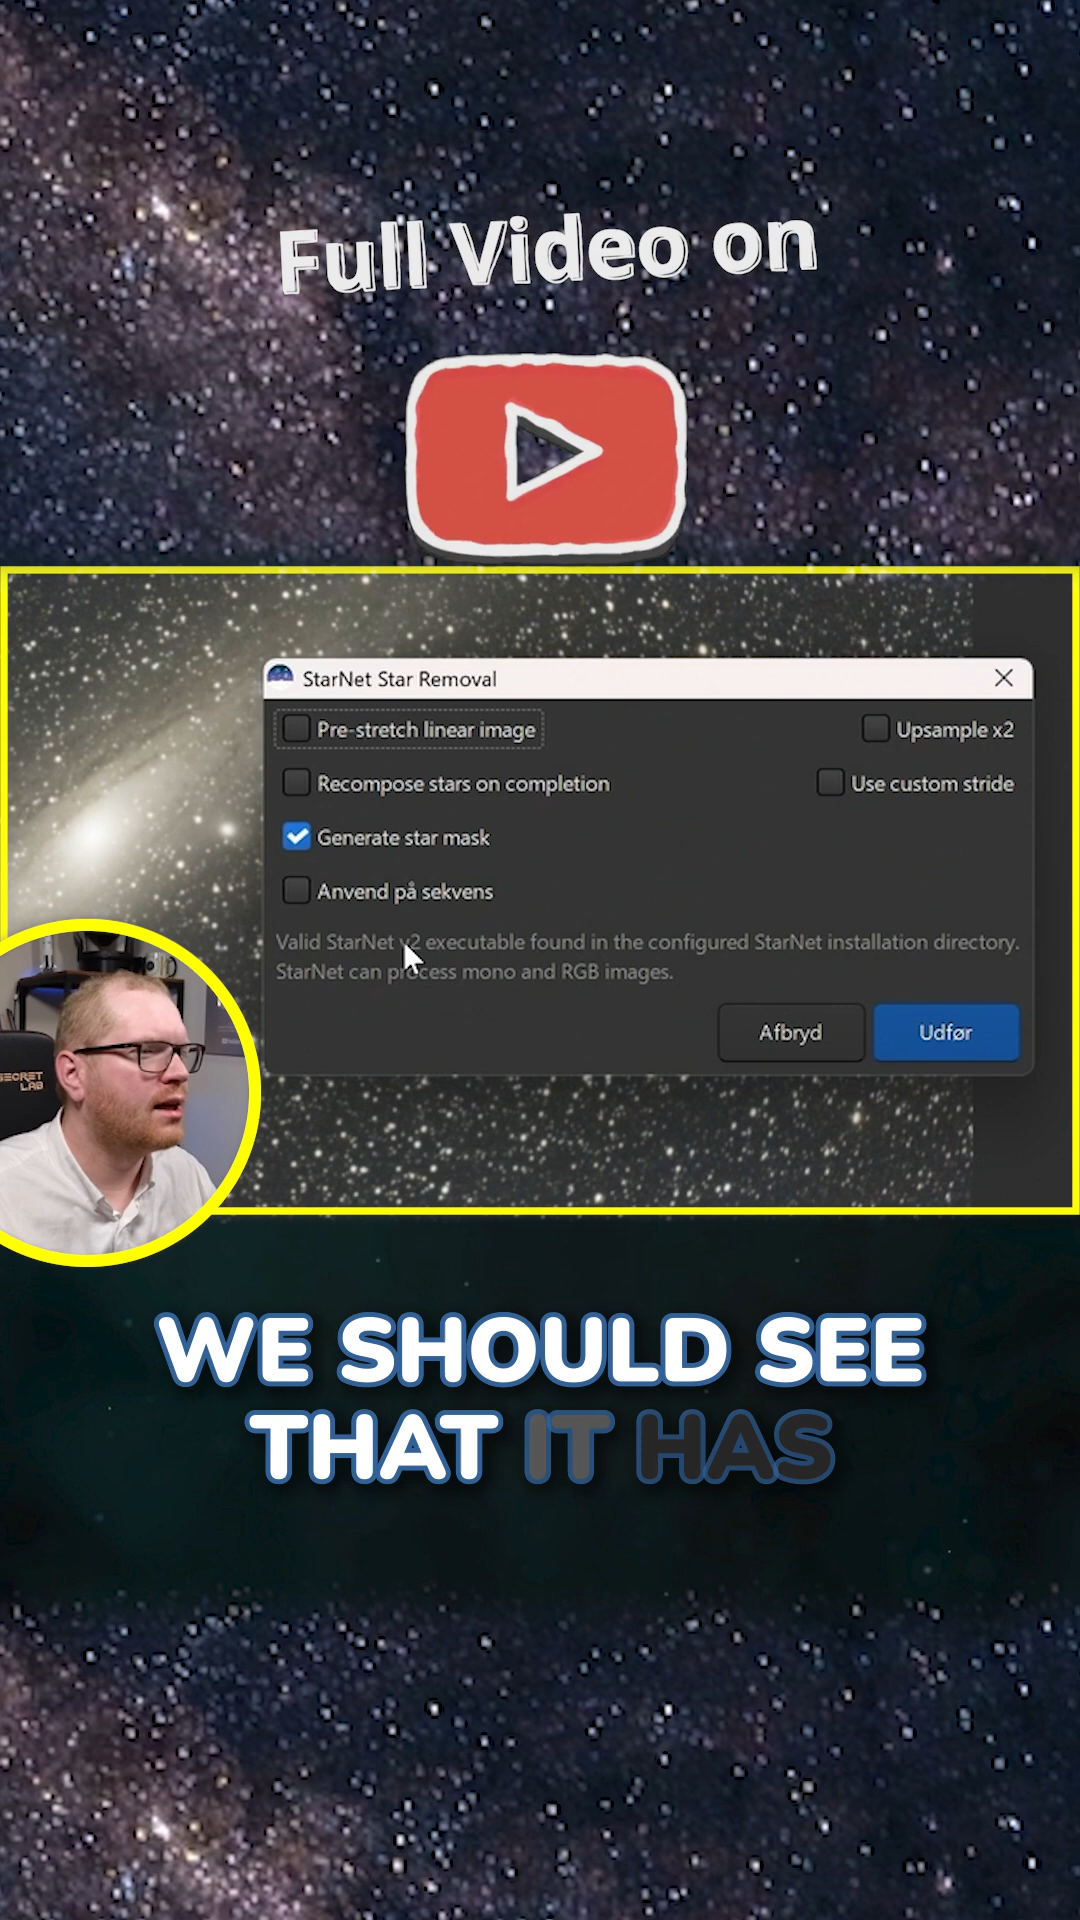 Full Video on
StarNet Star Removal
Pre-stretch linear image
Upsample x2
Recompose stars on completion
Use custom stride
Generate star mask
Anvend på sekvens
Valid StarNet v2 executable found in the configured StarNet installation directory.
StarNet can process mono and RGB images.
Afbryd
Udfør
SECRET
LAB
WE SHOULD SEE
THAT IT HAS